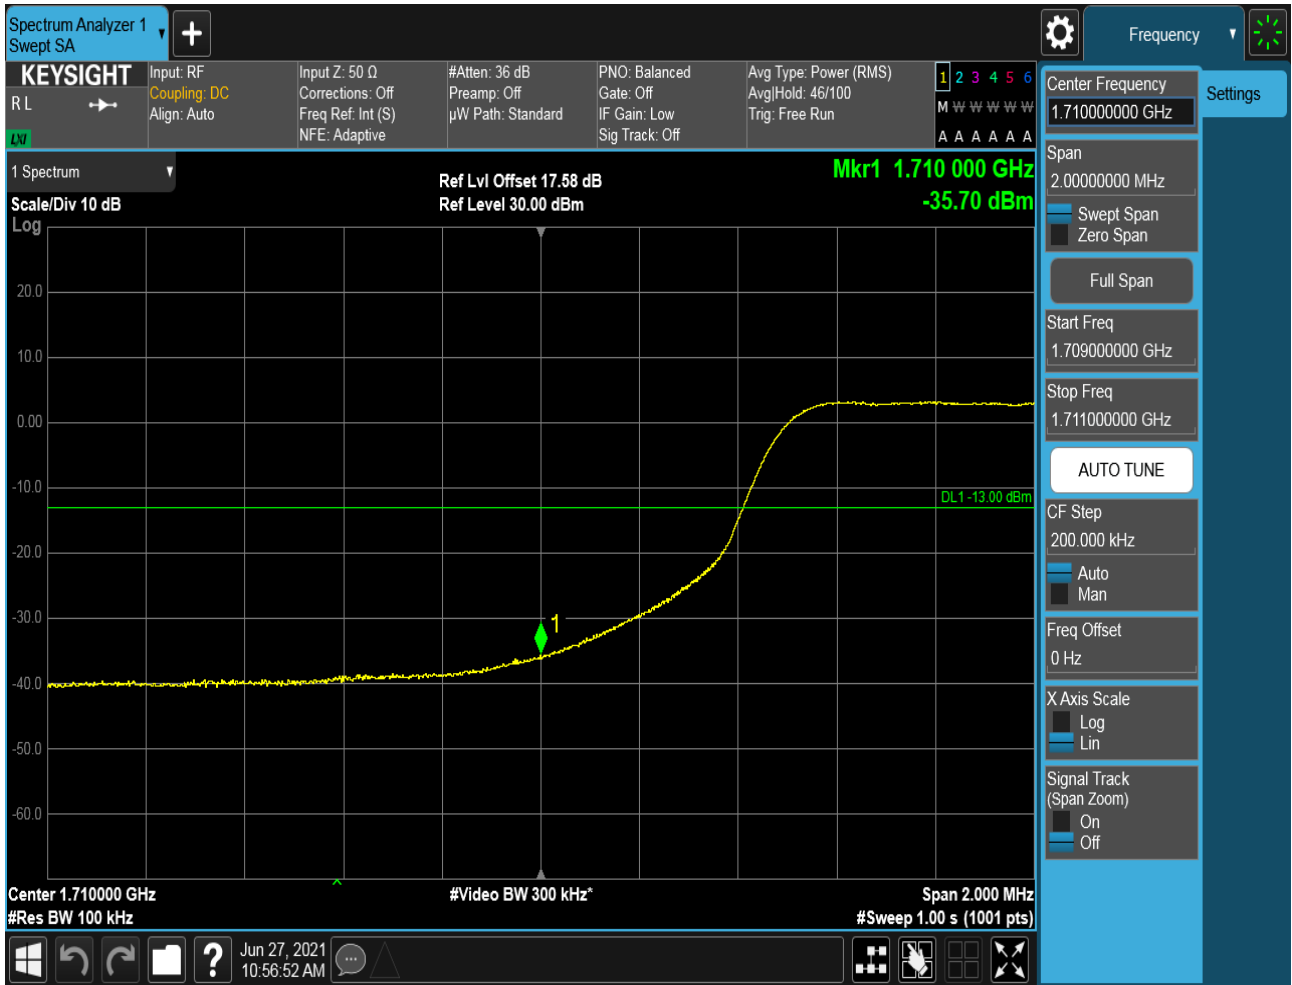 Spectrum Analyzer 1
Swept SA
Frequency
KEYSIGHT
R L
LXI
Input: RF
Coupling: DC
Align: Auto
Input Z: 50 Ω
Corrections: Off
Freq Ref: Int (S)
NFE: Adaptive
#Atten: 36 dB
Preamp: Off
µW Path: Standard
PNO: Balanced
Gate: Off
IF Gain: Low
Sig Track: Off
Avg Type: Power (RMS)
Avg|Hold: 46/100
Trig: Free Run
1 2 3 4 5 6
M W W W W W
A A A A A A
1 Spectrum
Scale/Div 10 dB
Log
Ref Lvl Offset 17.58 dB
Ref Level 30.00 dBm
Mkr1 1.710 000 GHz
-35.70 dBm
20.0
10.0
0.00
-10.0
-20.0
-30.0
-40.0
-50.0
-60.0
DL1 -13.00 dBm
1
Center 1.710000 GHz
#Res BW 100 kHz
#Video BW 300 kHz*
Span 2.000 MHz
#Sweep 1.00 s (1001 pts)
Jun 27, 2021
10:56:52 AM
Center Frequency
1.710000000 GHz
Settings
Span
2.00000000 MHz
Swept Span
Zero Span
Full Span
Start Freq
1.709000000 GHz
Stop Freq
1.711000000 GHz
AUTO TUNE
CF Step
200.000 kHz
Auto
Man
Freq Offset
0 Hz
X Axis Scale
Log
Lin
Signal Track
(Span Zoom)
On
Off